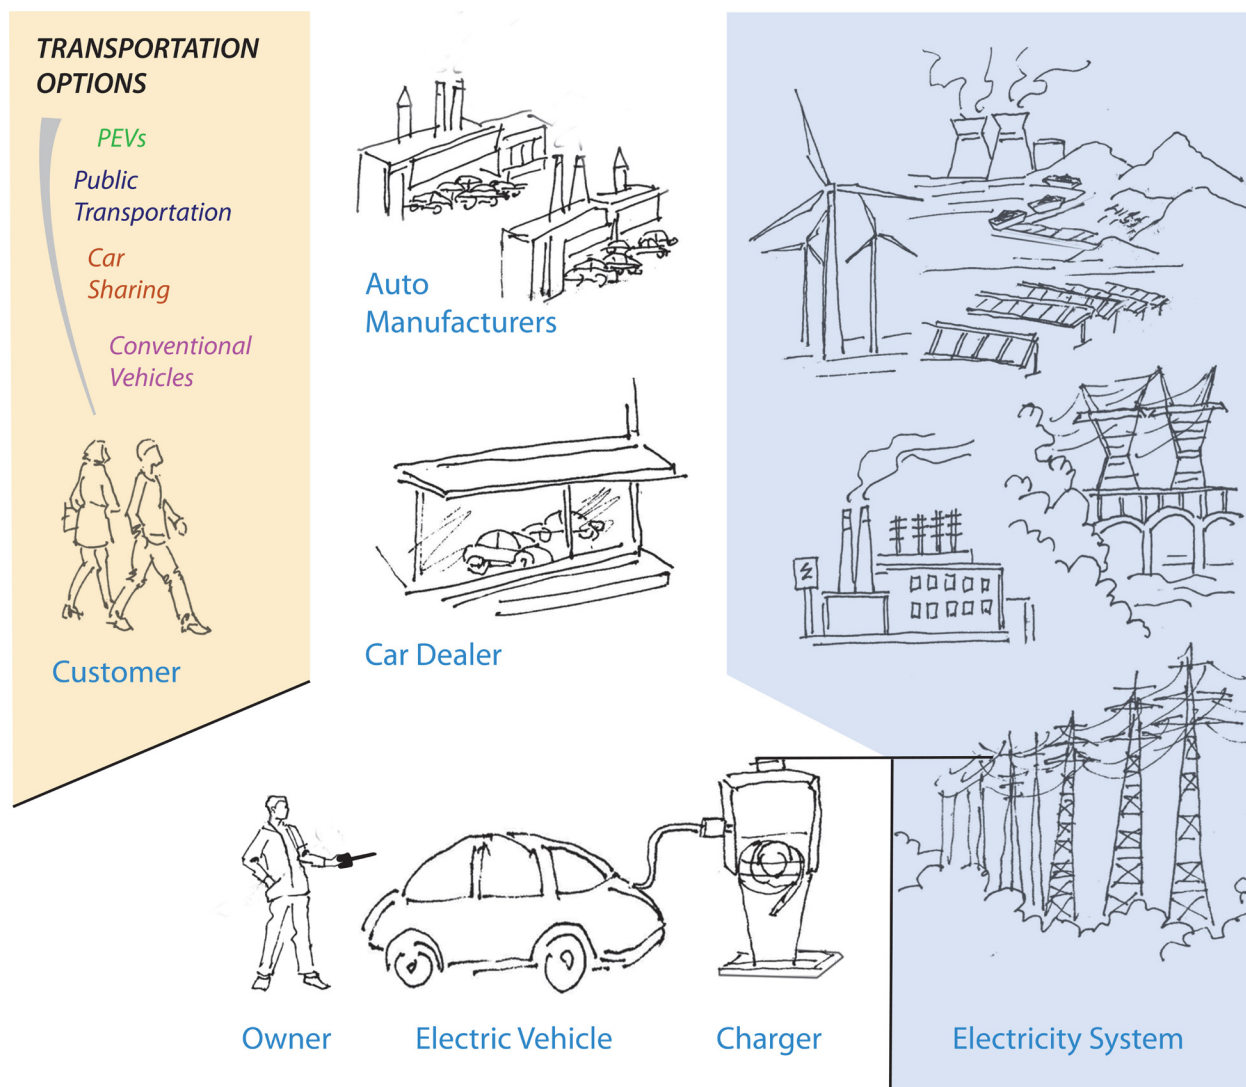 TRANSPORTATION
OPTIONS
PEVs
Public
Transportation
Car
Sharing
Conventional
Vehicles
Customer
Auto
Manufacturers
Car Dealer
Owner
Electric Vehicle
Charger
Electricity System